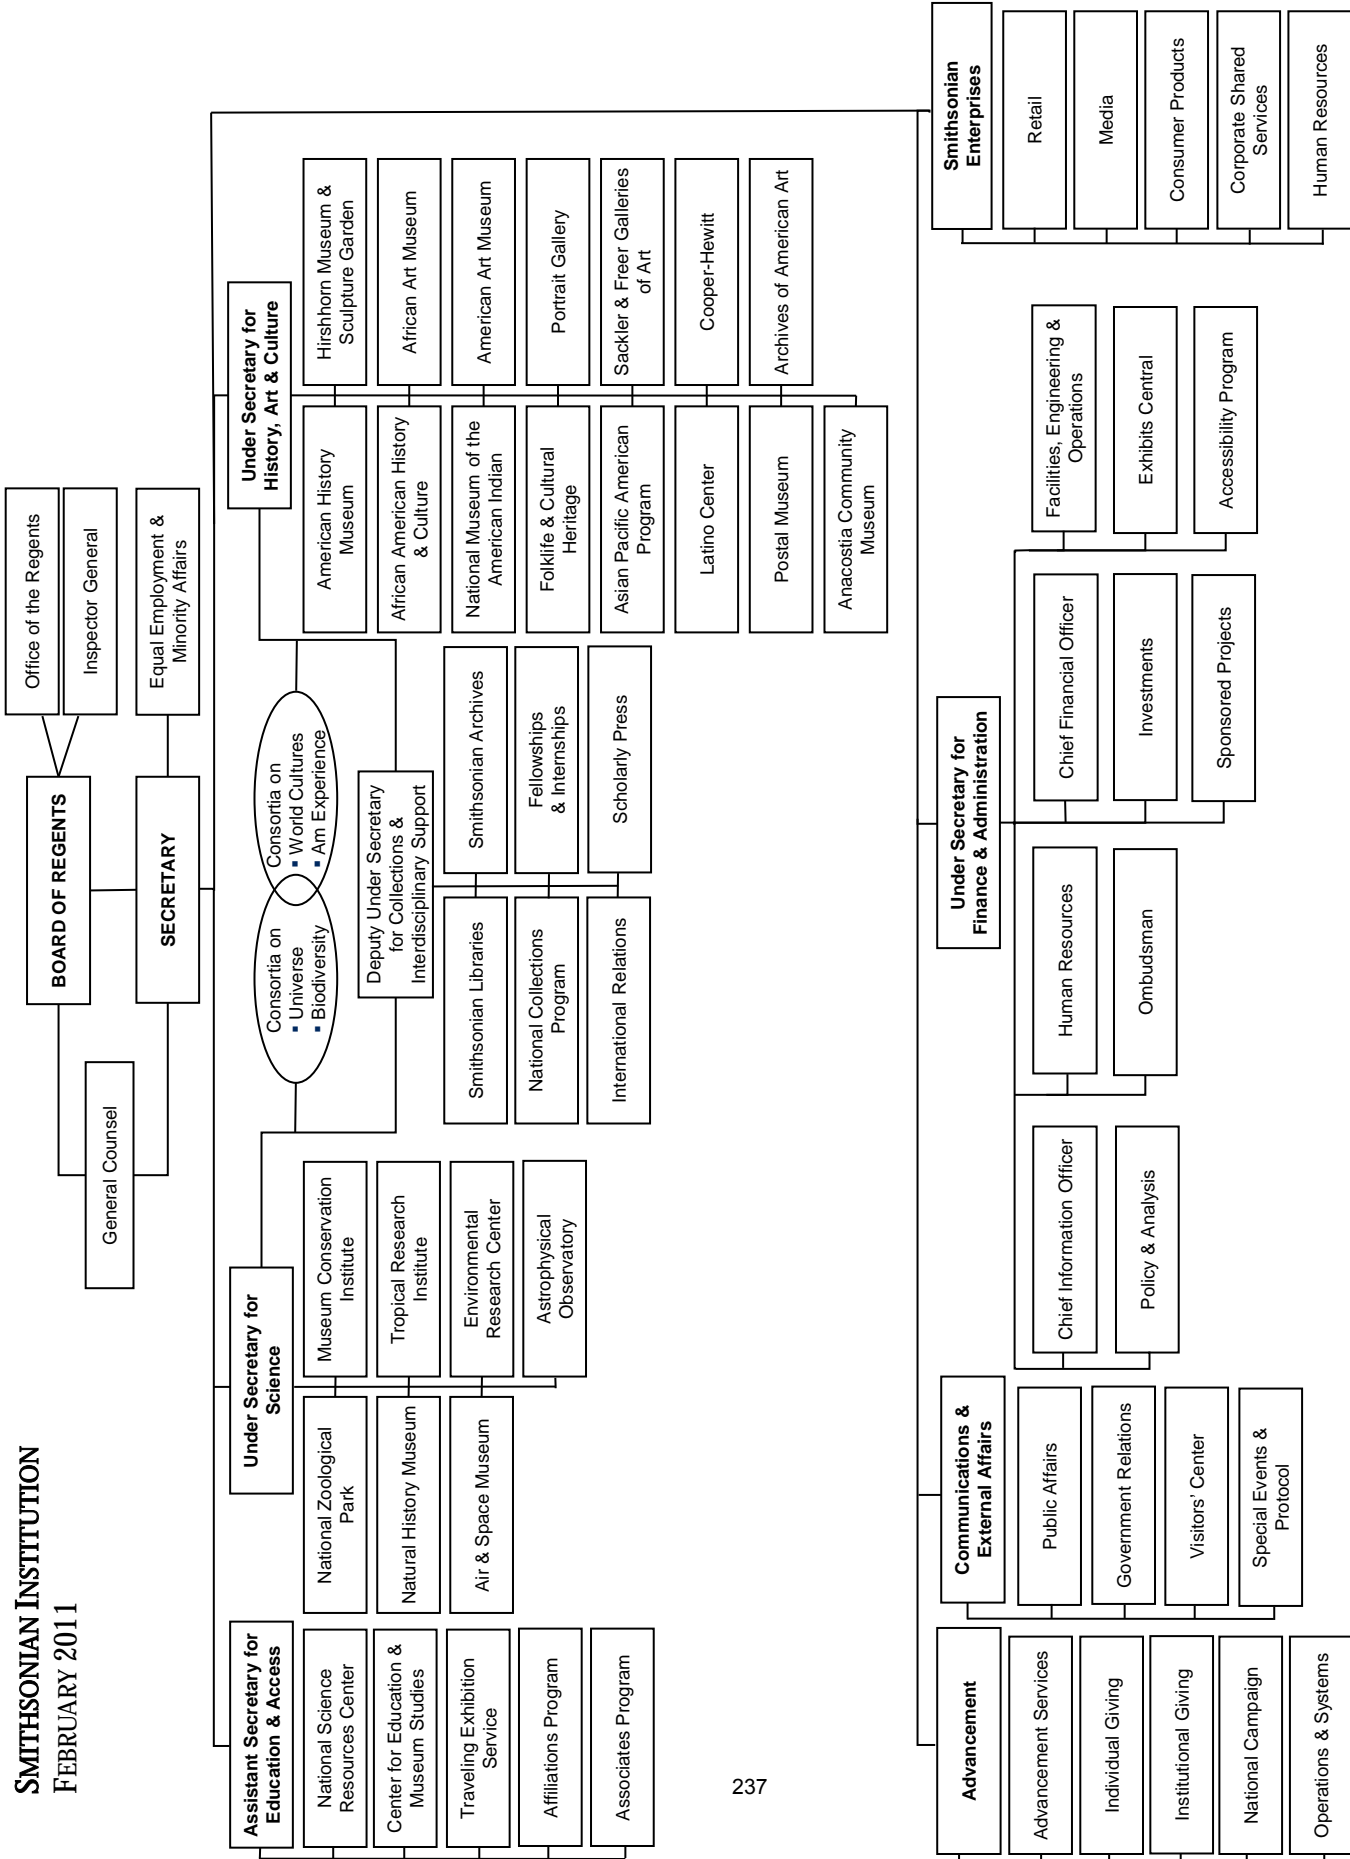 SMITHSONIAN INSTITUTION
FEBRUARY 2011
Office of the Regents
Inspector General
BOARD OF REGENTS
General Counsel
SECRETARY
Equal Employment &
Minority Affairs
Assistant Secretary for
Education & Access
National Science
Resources Center
Center for Education &
Museum Studies
Traveling Exhibition
Service
Affiliations Program
Associates Program
Under Secretary for
Science
National Zoological
Park
Museum Conservation
Institute
Natural History Museum
Tropical Research
Institute
Air & Space Museum
Environmental
Research Center
Astrophysical
Observatory
Consortia on
▪ Universe
▪ Biodiversity
Consortia on
▪ World Cultures
▪ Am Experience
Deputy Under Secretary
for Collections &
Interdisciplinary Support
Smithsonian Libraries
Smithsonian Archives
National Collections
Program
Fellowships
& Internships
International Relations
Scholarly Press
Under Secretary for
History, Art & Culture
American History
Museum
Hirshhorn Museum &
Sculpture Garden
African American History
& Culture
African Art Museum
National Museum of the
American Indian
American Art Museum
Folklife & Cultural
Heritage
Portrait Gallery
Asian Pacific American
Program
Sackler & Freer Galleries
of Art
Latino Center
Cooper-Hewitt
Postal Museum
Archives of American Art
Anacostia Community
Museum
Advancement
Advancement Services
Individual Giving
Institutional Giving
National Campaign
Operations & Systems
Communications &
External Affairs
Public Affairs
Government Relations
Visitors' Center
Special Events &
Protocol
Under Secretary for
Finance & Administration
Chief Information Officer
Policy & Analysis
Human Resources
Ombudsman
Chief Financial Officer
Investments
Sponsored Projects
Facilities, Engineering &
Operations
Exhibits Central
Accessibility Program
Smithsonian
Enterprises
Retail
Media
Consumer Products
Corporate Shared
Services
Human Resources
237